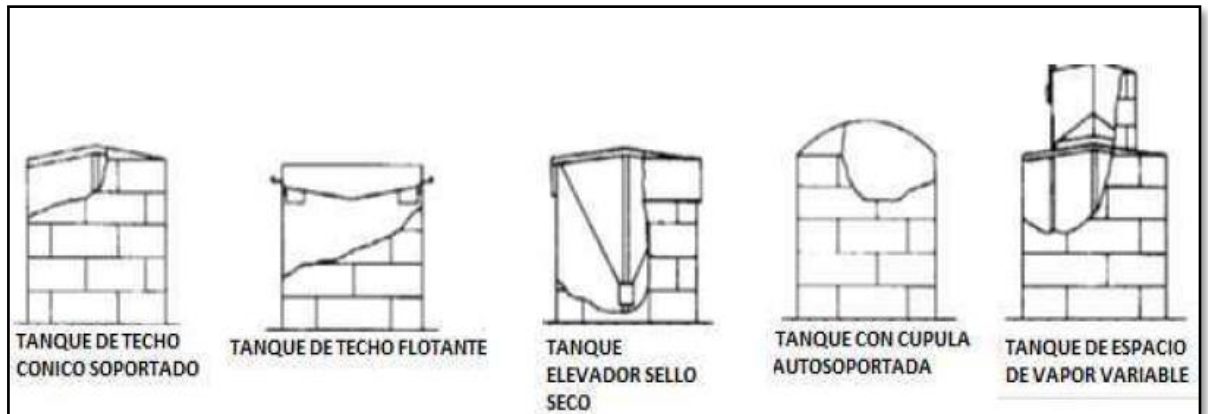 TANQUE DE TECHO
CONICO SOPORTADO
TANQUE DE TECHO FLOTANTE
TANQUE
ELEVADOR SELLO
SECO
TANQUE CON CUPULA
AUTOSOPORTADA
TANQUE DE ESPACIO
DE VAPOR VARIABLE